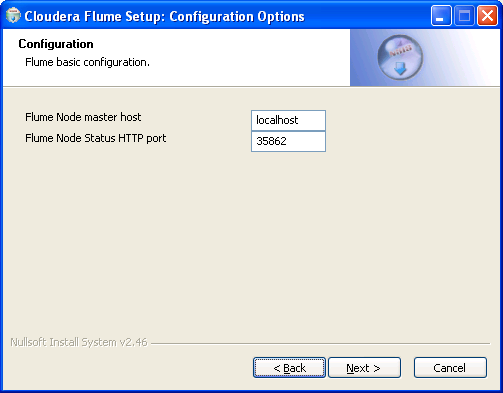 Cloudera Flume Setup: Configuration Options
Configuration
Flume basic configuration.
Flume Node master host
localhost
Flume Node Status HTTP port
35862
Nullsoft Install System v2.46
< Back
Next >
Cancel